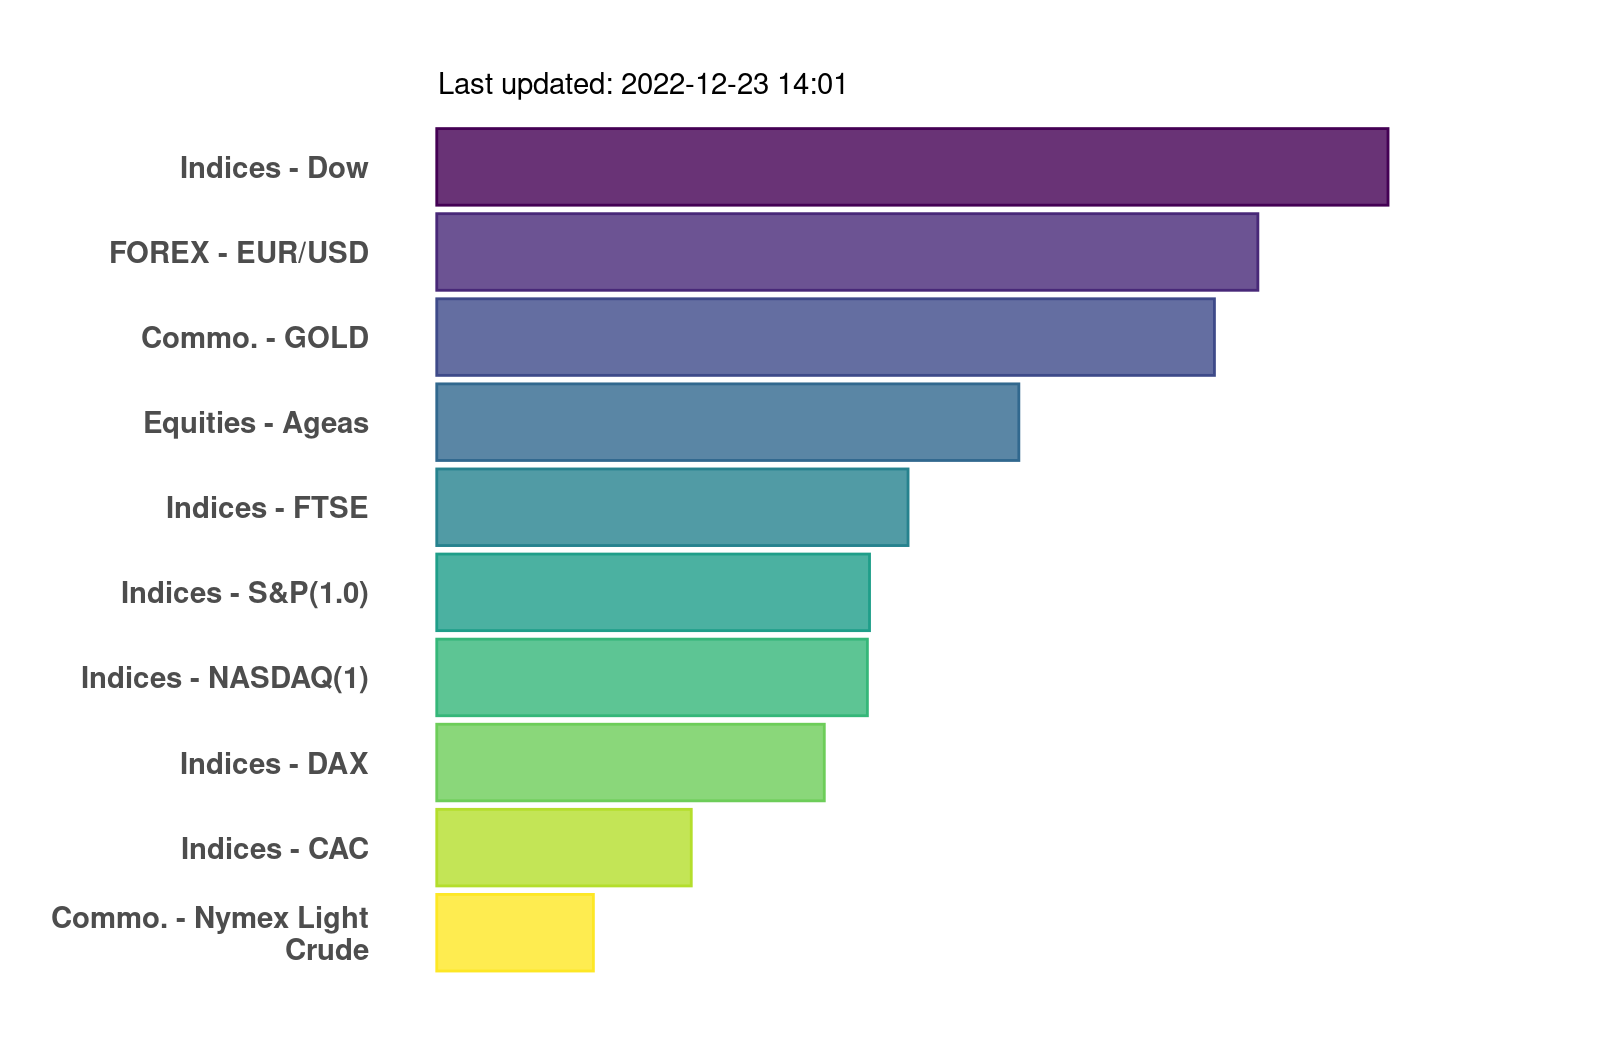 Last updated: 2022-12-23 14:01
Indices - Dow
FOREX - EUR/USD
Commo. - GOLD
Equities - Ageas
Indices - FTSE
Indices - S&P(1.0)
Indices - NASDAQ(1)
Indices - DAX
Indices - CAC
Commo. - Nymex Light
Crude